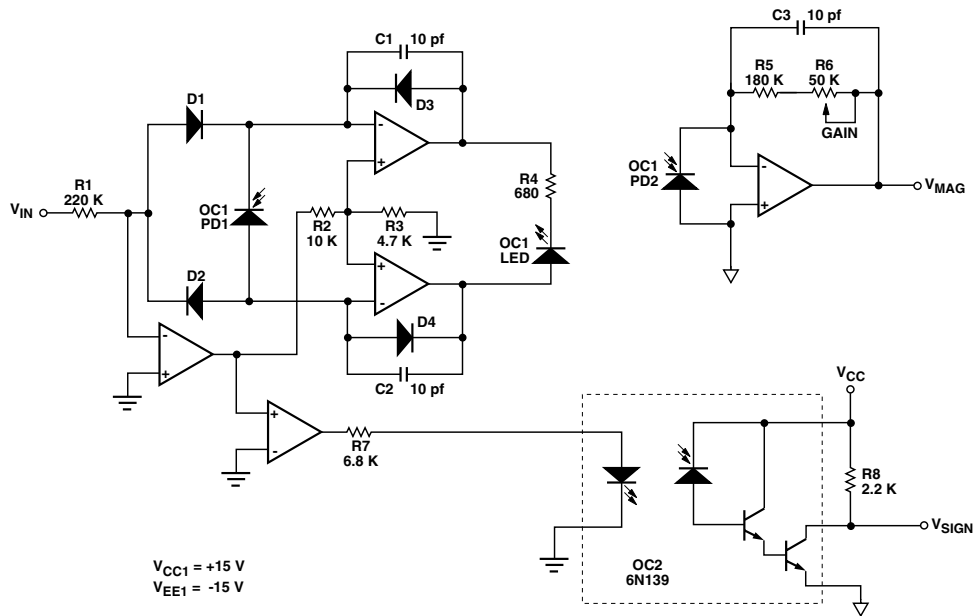 C1 10 pf
D3
-
+
D1
R1
220 K
VIN
OC1
PD1
D2
R2
10 K
R3
4.7 K
R4
680
OC1
LED
+
-
D4
C2 10 pf
-
+
+
-
R7
6.8 K
C3 10 pf
R5
180 K
R6
50 K
GAIN
OC1
PD2
-
+
VMAG
VCC
R8
2.2 K
VSIGN
OC2
6N139
VCC1 = +15 V
VEE1 = -15 V